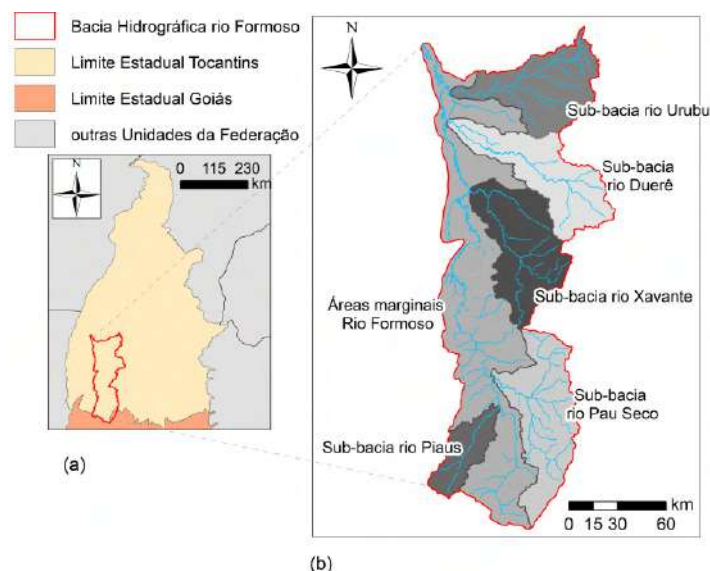 Bacia Hidrográfica rio Formoso
Limite Estadual Tocantins
Limite Estadual Goiás
outras Unidades da Federação
N
0 115 230
km
(a)
N
Sub-bacia rio Urubu
Sub-bacia
rio Duerê
Sub-bacia rio Xavante
Áreas marginais
Rio Formoso
Sub-bacia
rio Pau Seco
Sub-bacia rio Piaus
km
0 15 30 60
(b)